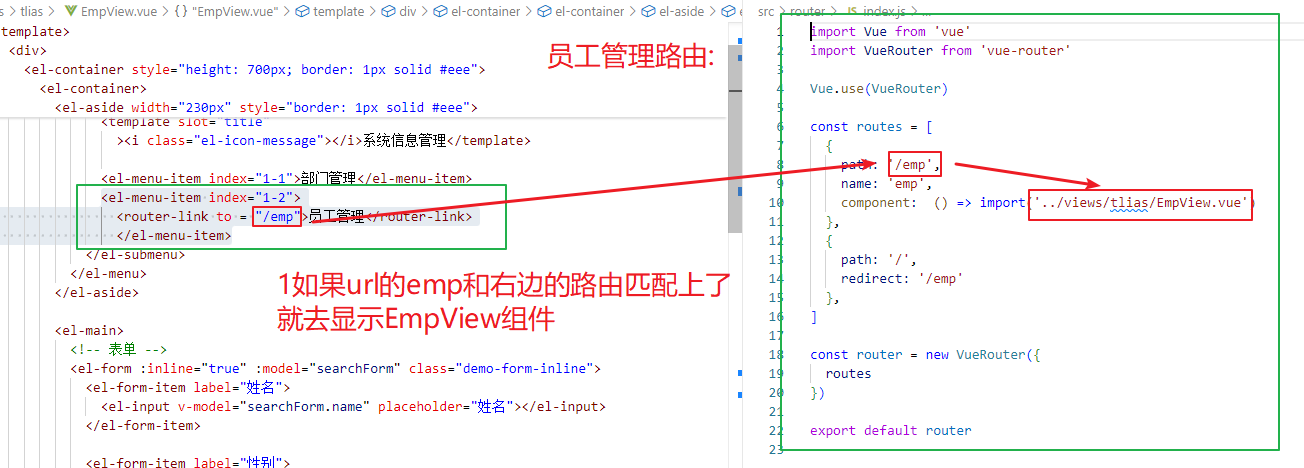 s > tlias > EmpView.vue > {} "EmpView.vue" > template > div > el-container > el-container > el-aside >
template>
<div>
<el-container style="height: 700px; border: 1px solid #eee">
<el-container>
<el-aside width="230px" style="border: 1px solid #eee">
<template slot="title"
><i class="el-icon-message"></i>系统信息管理</template>
<el-menu-item index="1-1">部门管理</el-menu-item>
<el-menu-item index="1-2">
<router-link to = "/emp">员工管理</router-link>
</el-menu-item>
</el-submenu>
</el-menu>
</el-aside>
<el-main>
<!-- 表单 -->
<el-form :inline="true" :model="searchForm" class="demo-form-inline">
<el-form-item label="姓名">
<el-input v-model="searchForm.name" placeholder="姓名"></el-input>
</el-form-item>
<el-form-item label="性别">
员工管理路由:
1如果url的emp和右边的路由匹配上了
就去显示EmpView组件
src > router > JS index.js > ...
1 import Vue from 'vue'
2 import VueRouter from 'vue-router'
3
4 Vue.use(VueRouter)
5
6 const routes = [
7 {
8 path: '/emp',
9 name: 'emp',
10 component: () => import('../views/tlias/EmpView.vue')
11 },
12 {
13 path: '/',
14 redirect: '/emp'
15 },
16 ]
17
18 const router = new VueRouter({
19 routes
20 })
21
22 export default router
23